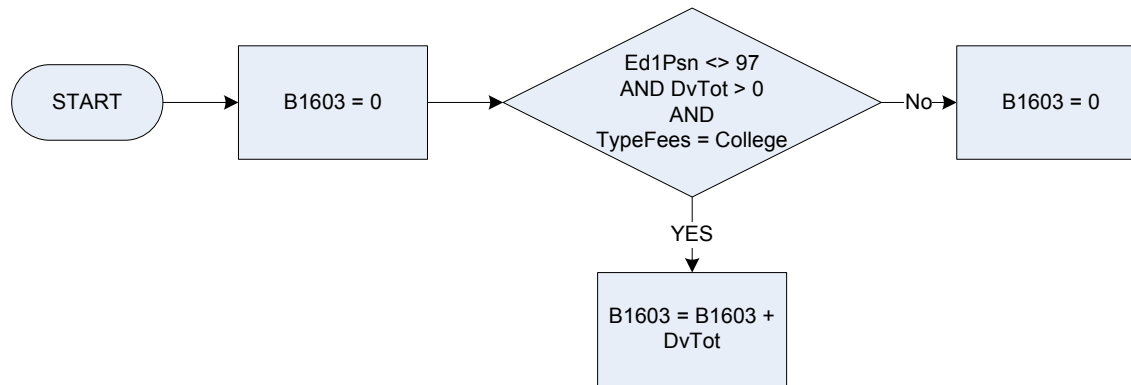 START
B1603 = 0
Ed1Psn <> 97
AND DvTot > 0
AND
TypeFees = College
No
B1603 = 0
YES
B1603 = B1603 +
DvTot